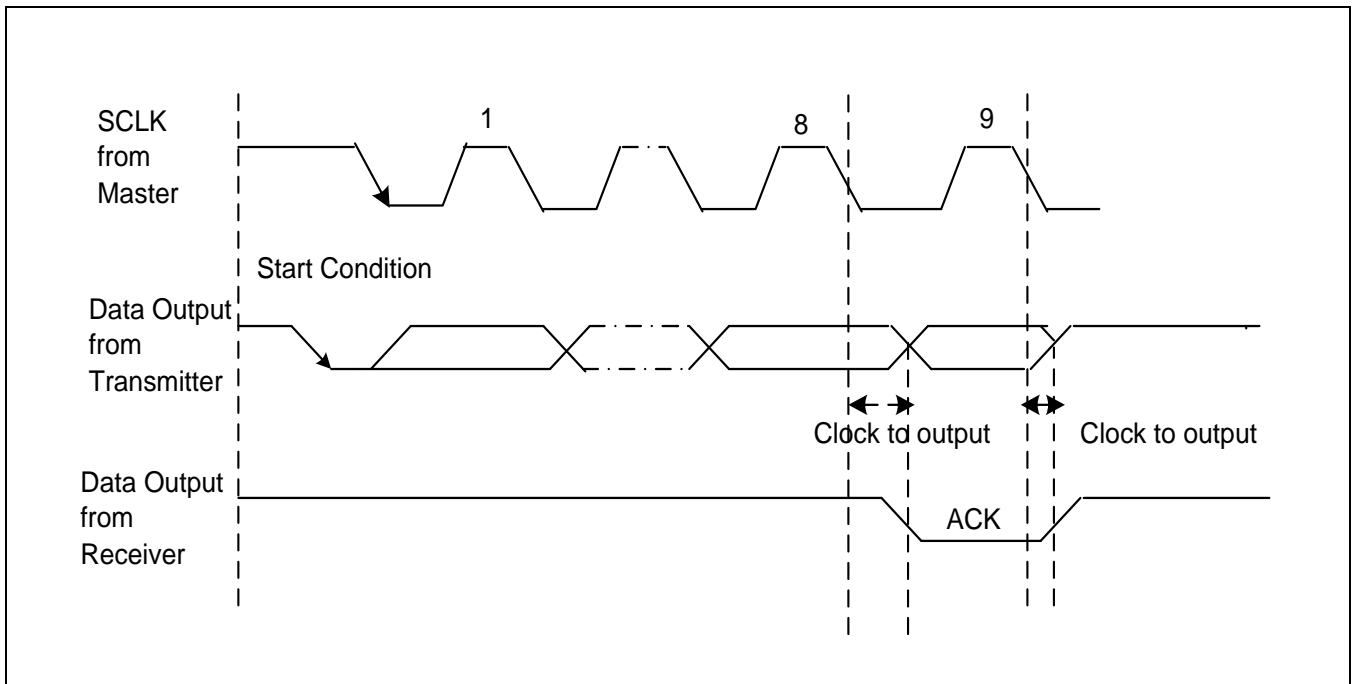 SCLK
from
Master
1
8
9
Start Condition
Data Output
from
Transmitter
Clock to output
Clock to output
Data Output
from
Receiver
ACK